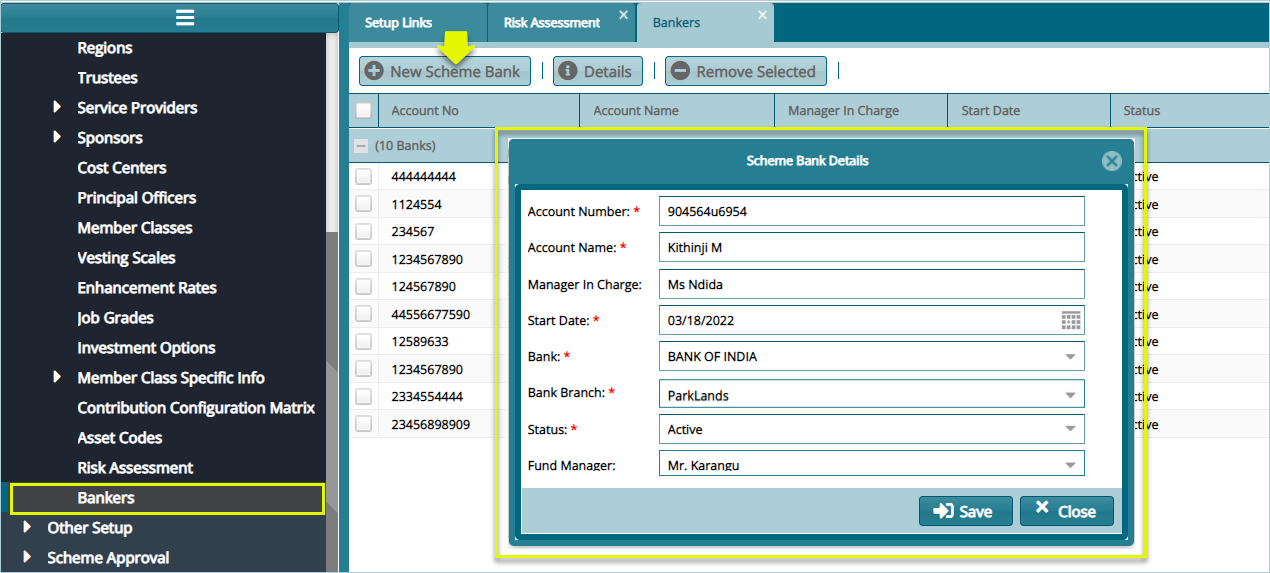 Setup Links
Risk Assessment
Bankers
Regions
Trustees
Service Providers
Sponsors
Cost Centers
Principal Officers
Member Classes
Vesting Scales
Enhancement Rates
Job Grades
Investment Options
Member Class Specific Info
Contribution Configuration Matrix
Asset Codes
Risk Assessment
Bankers
Other Setup
Scheme Approval
New Scheme Bank
Details
Remove Selected
Account No Account Name Manager In Charge Start Date Status
(10 Banks)
444444444
1124554
234567
1234567890
124567890
44556677590
12589633
1234567890
2334554444
23456898909
Scheme Bank Details
Account Number: * 904564u6954
Account Name: * Kithinji M
Manager In Charge: Ms Ndida
Start Date: * 03/18/2022
Bank: * BANK OF INDIA
Bank Branch: * ParkLands
Status: * Active
Fund Manager: Mr. Karangu
Save Close
ctive
ctive
ctive
ctive
ctive
ctive
ctive
ctive
ctive
ctive